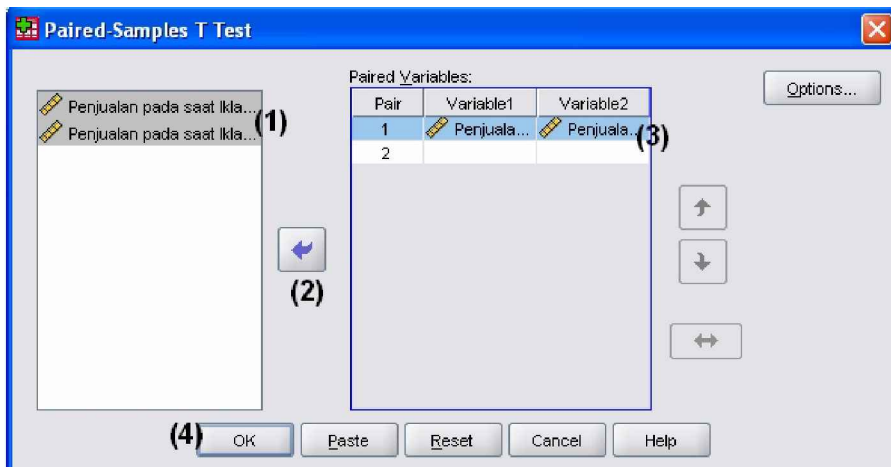 Paired-Samples T Test
Penjualan pada saat Ikla...
Penjualan pada saat Ikla...
(1)
(2)
Paired Variables:
Pair Variable1 Variable2
1 Penjuala... Penjuala...
(3)
2
Options...
(4)
OK Paste Reset Cancel Help